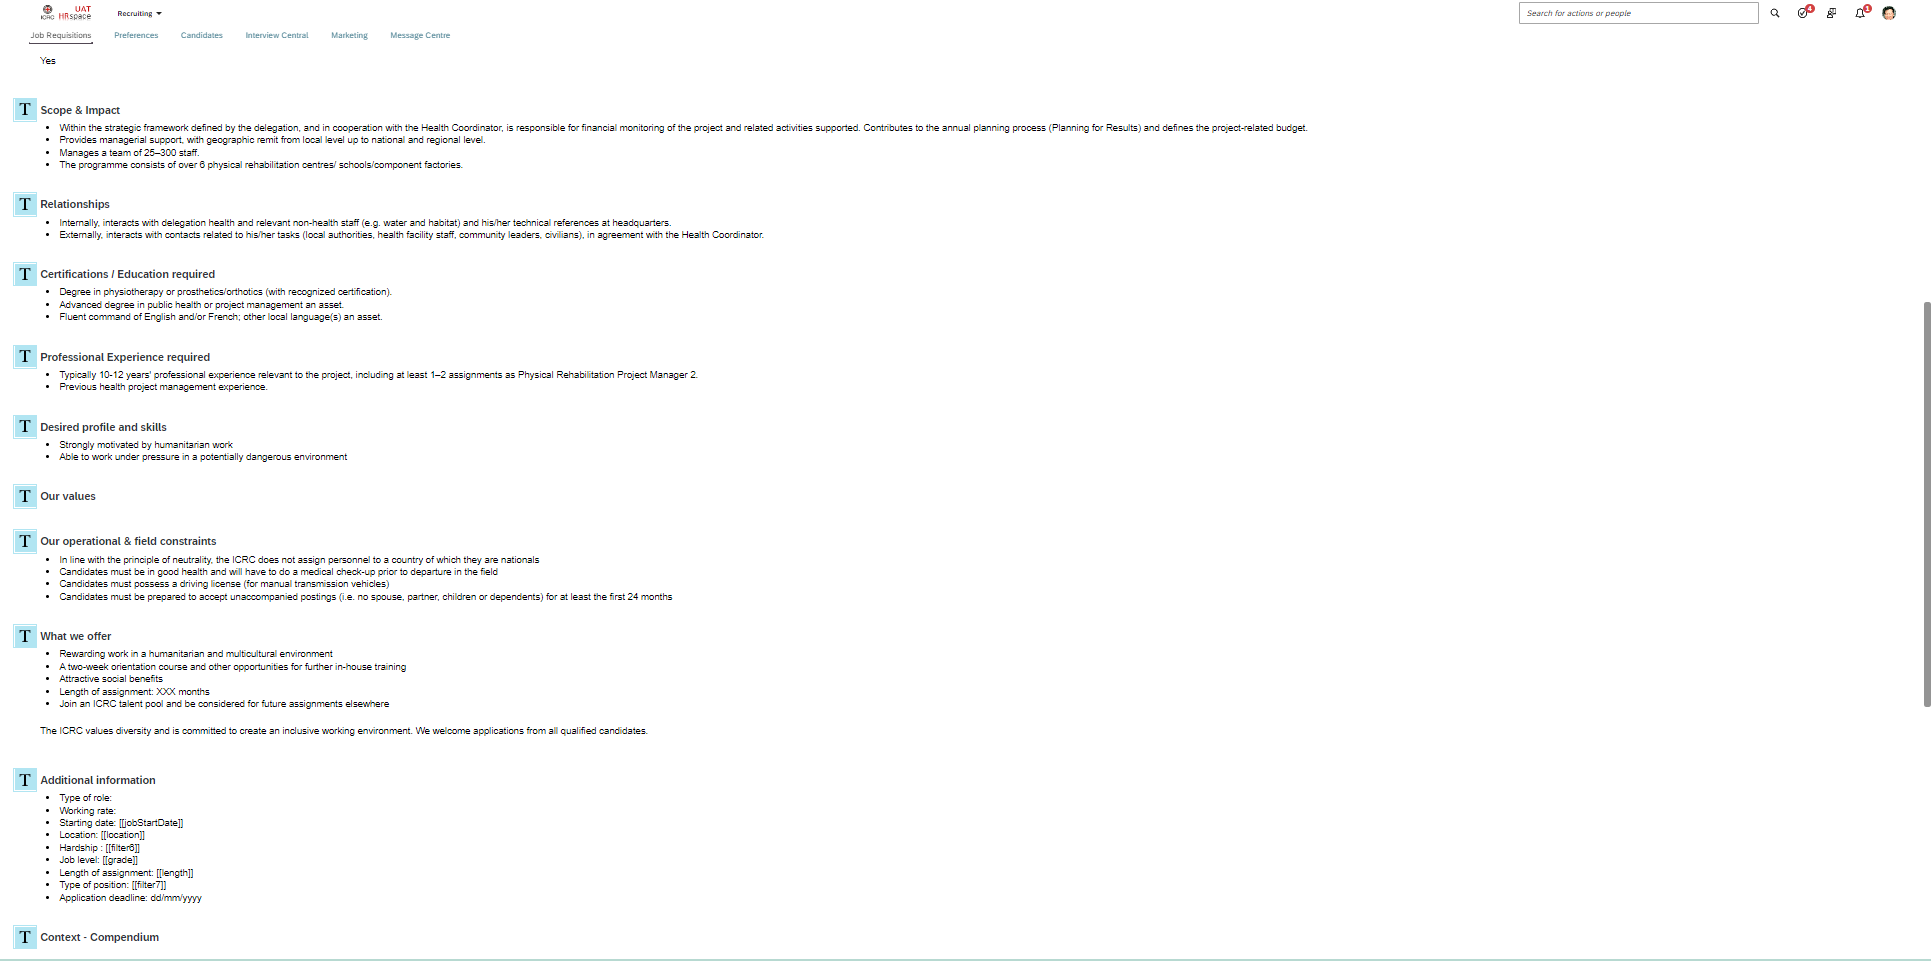 ICRC UAT HRspace Recruiting Search for actions or people 4 1
Job Requisitions Preferences Candidates Interview Central Marketing Message Centre
Yes
T Scope & Impact
• Within the strategic framework defined by the delegation, and in cooperation with the Health Coordinator, is responsible for financial monitoring of the project and related activities supported. Contributes to the annual planning process (Planning for Results) and defines the project-related budget.
• Provides managerial support, with geographic remit from local level up to national and regional level.
• Manages a team of 25–300 staff.
• The programme consists of over 6 physical rehabilitation centres/ schools/component factories.
T Relationships
• Internally, interacts with delegation health and relevant non-health staff (e.g. water and habitat) and his/her technical references at headquarters.
• Externally, interacts with contacts related to his/her tasks (local authorities, health facility staff, community leaders, civilians), in agreement with the Health Coordinator.
T Certifications / Education required
• Degree in physiotherapy or prosthetics/orthotics (with recognized certification).
• Advanced degree in public health or project management an asset.
• Fluent command of English and/or French; other local language(s) an asset.
T Professional Experience required
• Typically 10-12 years' professional experience relevant to the project, including at least 1–2 assignments as Physical Rehabilitation Project Manager 2.
• Previous health project management experience.
T Desired profile and skills
• Strongly motivated by humanitarian work
• Able to work under pressure in a potentially dangerous environment
T Our values
T Our operational & field constraints
• In line with the principle of neutrality, the ICRC does not assign personnel to a country of which they are nationals
• Candidates must be in good health and will have to do a medical check-up prior to departure in the field
• Candidates must possess a driving license (for manual transmission vehicles)
• Candidates must be prepared to accept unaccompanied postings (i.e. no spouse, partner, children or dependents) for at least the first 24 months
T What we offer
• Rewarding work in a humanitarian and multicultural environment
• A two-week orientation course and other opportunities for further in-house training
• Attractive social benefits
• Length of assignment: XXX months
• Join an ICRC talent pool and be considered for future assignments elsewhere
The ICRC values diversity and is committed to create an inclusive working environment. We welcome applications from all qualified candidates.
T Additional information
• Type of role:
• Working rate:
• Starting date: [[jobStartDate]]
• Location: [[location]]
• Hardship : [[filter6]]
• Job level: [[grade]]
• Length of assignment: [[length]]
• Type of position: [[filter7]]
• Application deadline: dd/mm/yyyy
T Context - Compendium